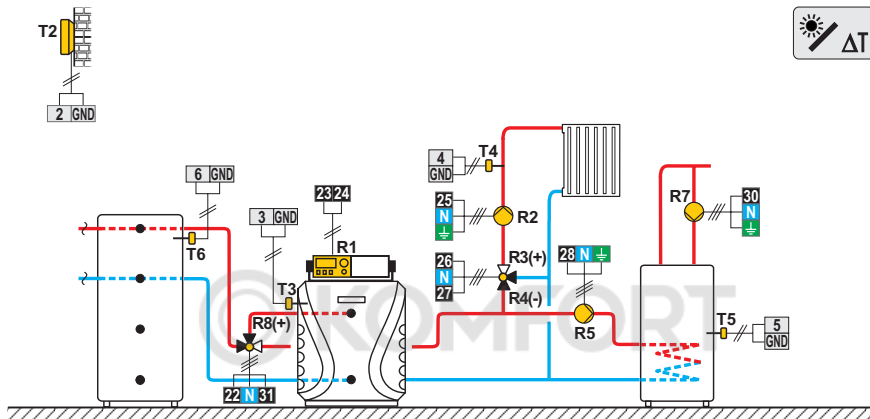 T2
ΔT
2 GND
6 GND
T6
3 GND
23 24
R1
T3
R8(+)
22 N 31
4
GND
T4
25
N
R2
26
N
27
R3(+)
R4(-)
28 N
R5
R7
30
N
T5
5
GND
© KOMFORT